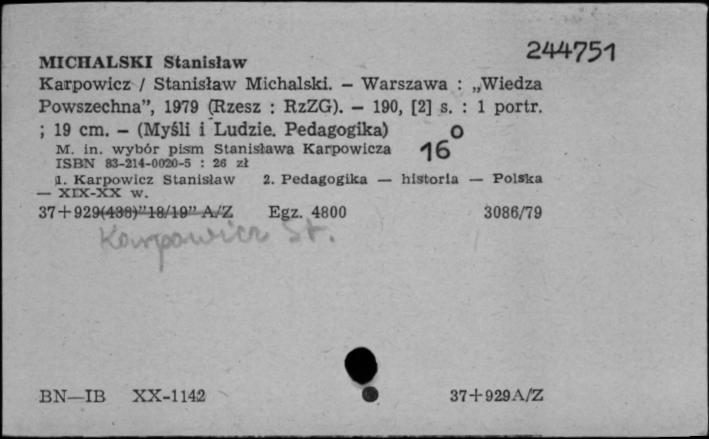 244751
MICHALSKI Stanisław
Karpowicz / Stanisław Michalski. — Warszawa : „Wiedza
Powszechna”, 1979 (Rzesz : RzZG). — 190, [2] s. : 1 portr.
; 19 cm. — (Myśli i Ludzie. Pedagogika)
16°
M. in. wybór pism Stanisława Karpowicza
ISBN 83-214-0020-5 : 26 zł
1. Karpowicz Stanisław 2. Pedagogika — historia — Polska
— XIX-XX w.
37+929(438)”18/19” A/Z Egz. 4800 3086/79
Karpowicz St.
BN—IB XX-1142 37+929A/Z